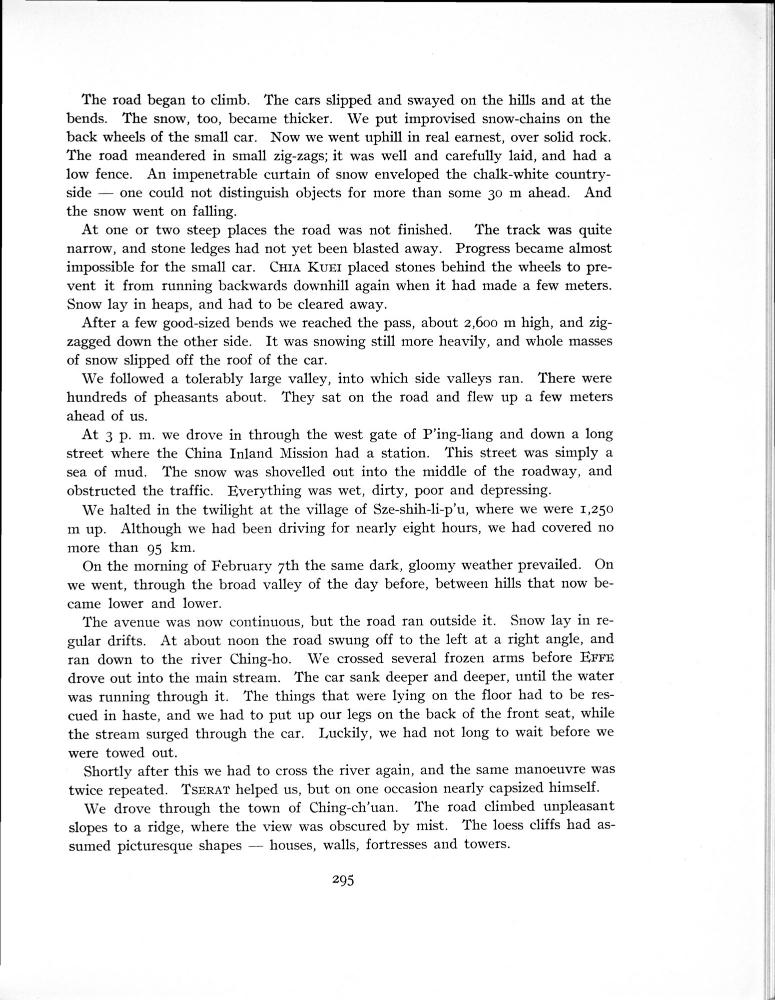 The road began to climb. The cars slipped and swayed on the hills and at the
bends. The snow, too, became thicker. We put improvised snow-chains on the
back wheels of the small car. Now we went uphill in real earnest, over solid rock.
The road meandered in small zig-zags; it was well and carefully laid, and had a
low fence. An impenetrable curtain of snow enveloped the chalk-white country-
side — one could not distinguish objects for more than some 30 m ahead. And
the snow went on falling.
At one or two steep places the road was not finished. The track was quite
narrow, and stone ledges had not yet been blasted away. Progress became almost
impossible for the small car. CHIA KUEI placed stones behind the wheels to pre-
vent it from running backwards downhill again when it had made a few meters.
Snow lay in heaps, and had to be cleared away.
After a few good-sized bends we reached the pass, about 2,600 m high, and zig-
zagged down the other side. It was snowing still more heavily, and whole masses
of snow slipped off the roof of the car.
We followed a tolerably large valley, into which side valleys ran. There were
hundreds of pheasants about. They sat on the road and flew up a few meters
ahead of us.
At 3 p. m. we drove in through the west gate of P'ing-liang and down a long
street where the China Inland Mission had a station. This street was simply a
sea of mud. The snow was shovelled out into the middle of the roadway, and
obstructed the traffic. Everything was wet, dirty, poor and depressing.
We halted in the twilight at the village of Sze-shih-li-p'u, where we were 1,250
m up. Although we had been driving for nearly eight hours, we had covered no
more than 95 km.
On the morning of February 7th the same dark, gloomy weather prevailed. On
we went, through the broad valley of the day before, between hills that now be-
came lower and lower.
The avenue was now continuous, but the road ran outside it. Snow lay in re-
gular drifts. At about noon the road swung off to the left at a right angle, and
ran down to the river Ching-ho. We crossed several frozen arms before EFFE
drove out into the main stream. The car sank deeper and deeper, until the water
was running through it. The things that were lying on the floor had to be res-
cued in haste, and we had to put up our legs on the back of the front seat, while
the stream surged through the car. Luckily, we had not long to wait before we
were towed out.
Shortly after this we had to cross the river again, and the same manoeuvre was
twice repeated. TSERAT helped us, but on one occasion nearly capsized himself.
We drove through the town of Ching-ch'uan. The road climbed unpleasant
slopes to a ridge, where the view was obscured by mist. The loess cliffs had as-
sumed picturesque shapes — houses, walls, fortresses and towers.
295